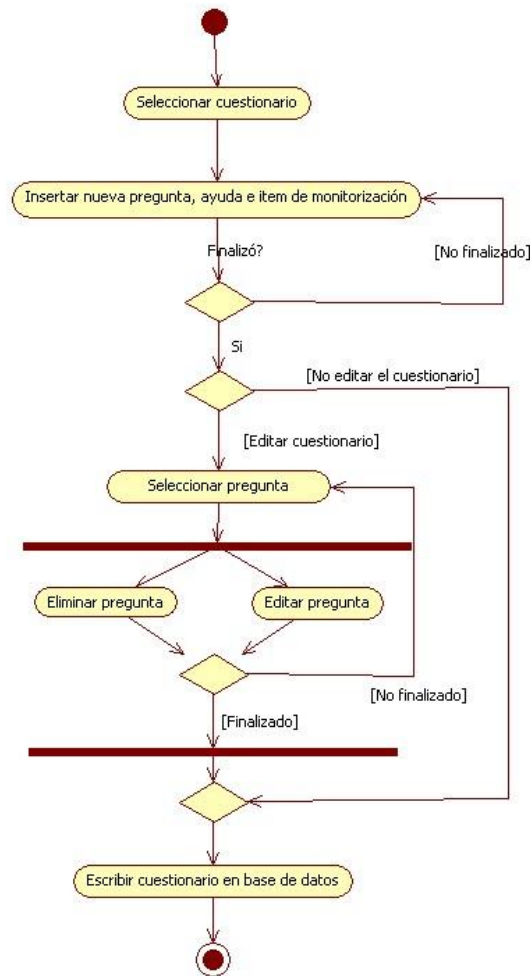 Seleccionar cuestionario
Insertar nueva pregunta, ayuda e item de monitorización
Finalizó?
[No finalizado]
Si
[No editar el cuestionario]
[Editar cuestionario]
Seleccionar pregunta
Eliminar pregunta
Editar pregunta
[No finalizado]
[Finalizado]
Escribir cuestionario en base de datos